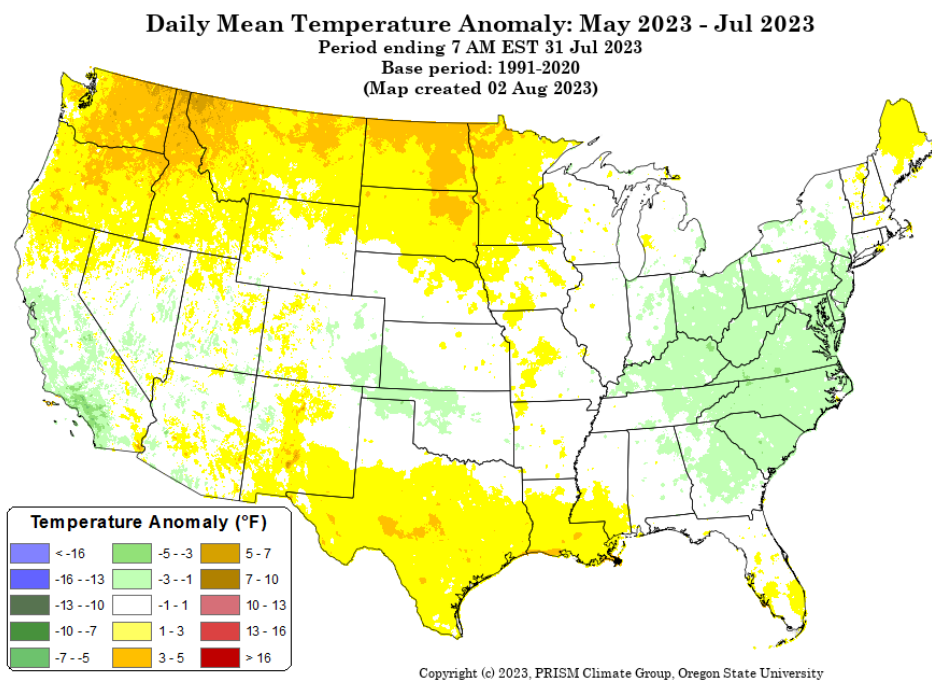 Daily Mean Temperature Anomaly: May 2023 - Jul 2023
Period ending 7 AM EST 31 Jul 2023
Base period: 1991-2020
(Map created 02 Aug 2023)
Temperature Anomaly (°F)
< -16 -5 - -3 5 - 7
-16 - -13 -3 - -1 7 - 10
-13 - -10 -1 - 1 10 - 13
-10 - -7 1 - 3 13 - 16
-7 - -5 3 - 5 > 16
Copyright (c) 2023, PRISM Climate Group, Oregon State University